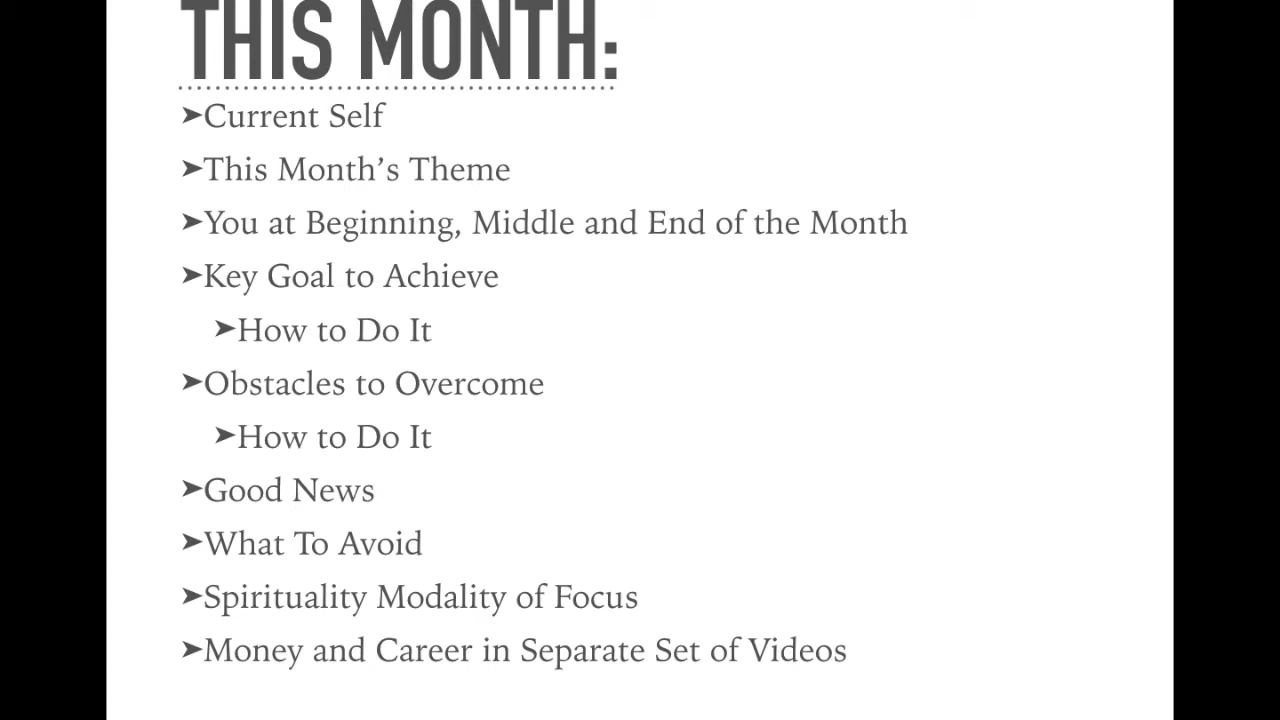 THIS MONTH:
➤Current Self
➤This Month’s Theme
➤You at Beginning, Middle and End of the Month
➤Key Goal to Achieve
➤How to Do It
➤Obstacles to Overcome
➤How to Do It
➤Good News
➤What To Avoid
➤Spirituality Modality of Focus
➤Money and Career in Separate Set of Videos